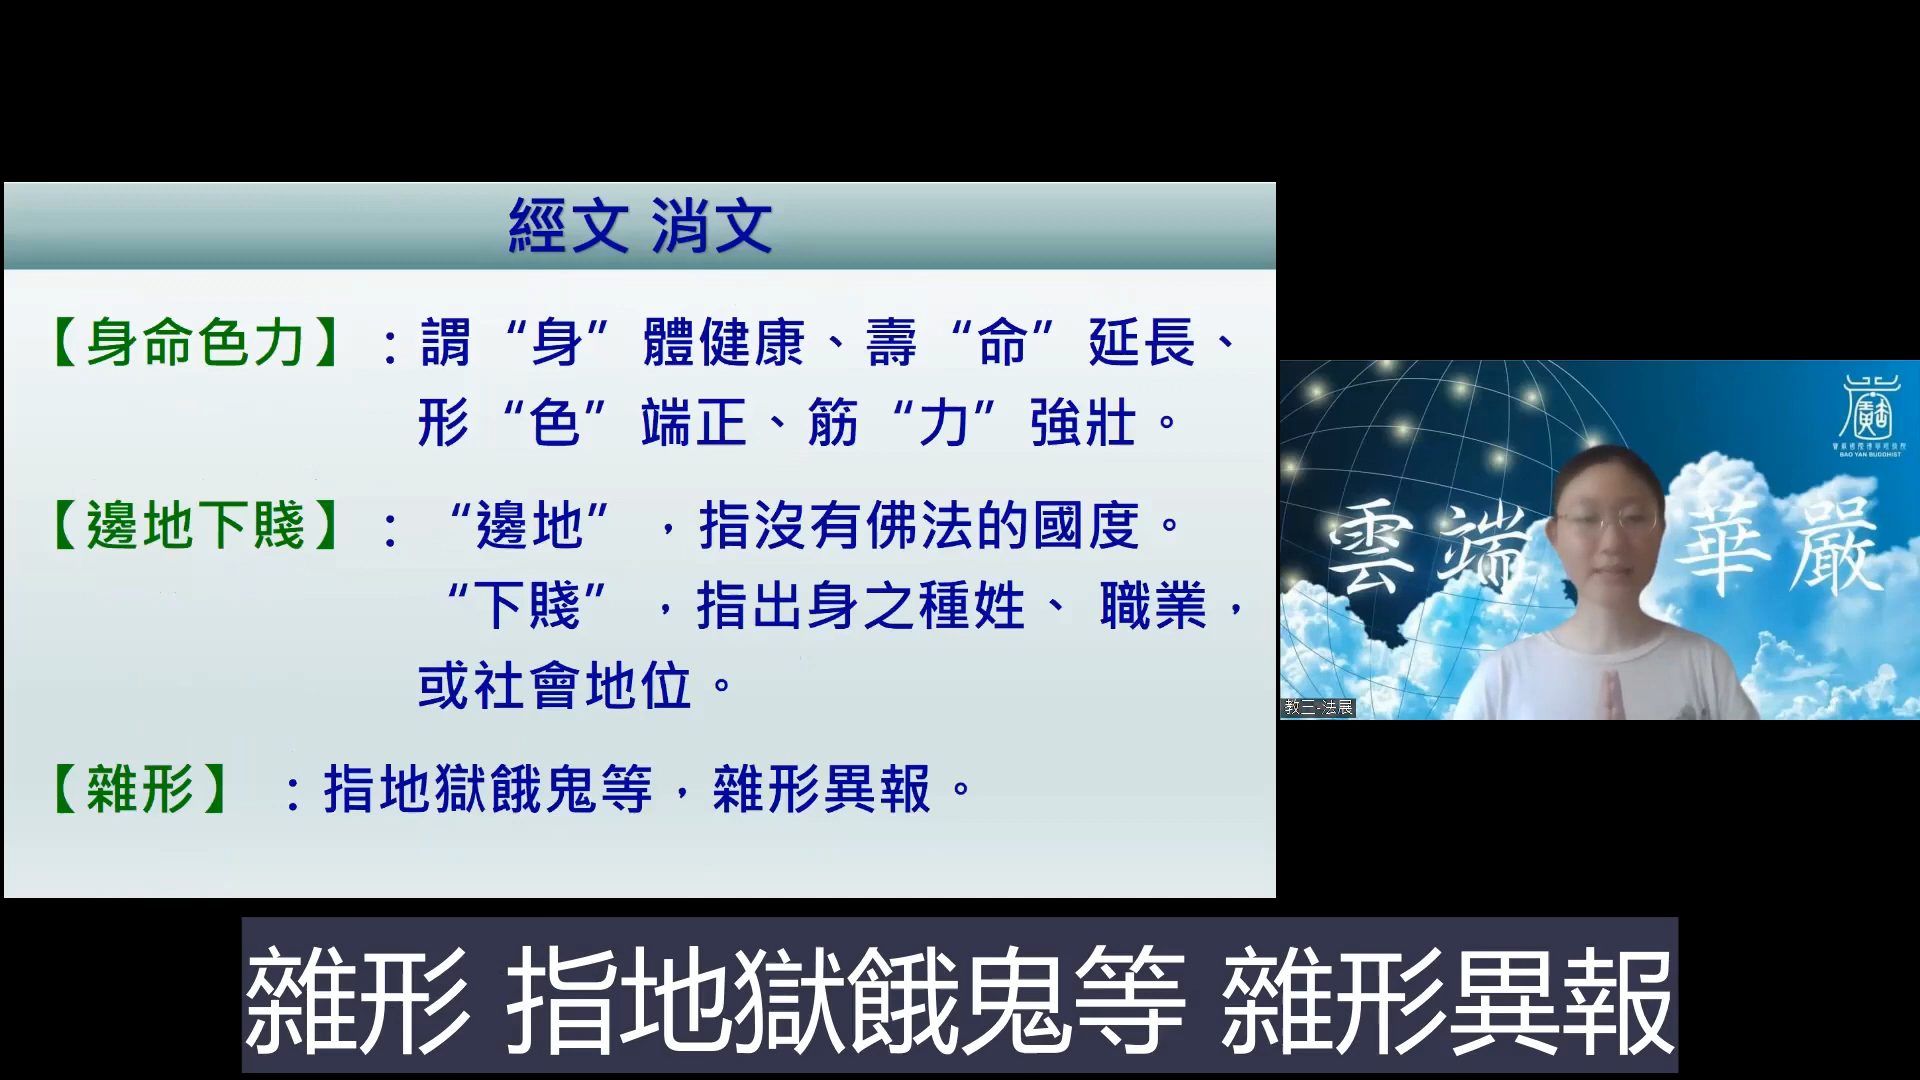 經文 消文
【身命色力】：謂“身”體健康、壽“命”延長、
形“色”端正、筋“力”強壯。
【邊地下賤】：“邊地”，指沒有佛法的國度。
“下賤”，指出身之種姓、 職業，
或社會地位。
【雜形】：指地獄餓鬼等，雜形異報。
BAO YAN BUDDHIST
雲端 華嚴
教三-法展
雜形 指地獄餓鬼等 雜形異報